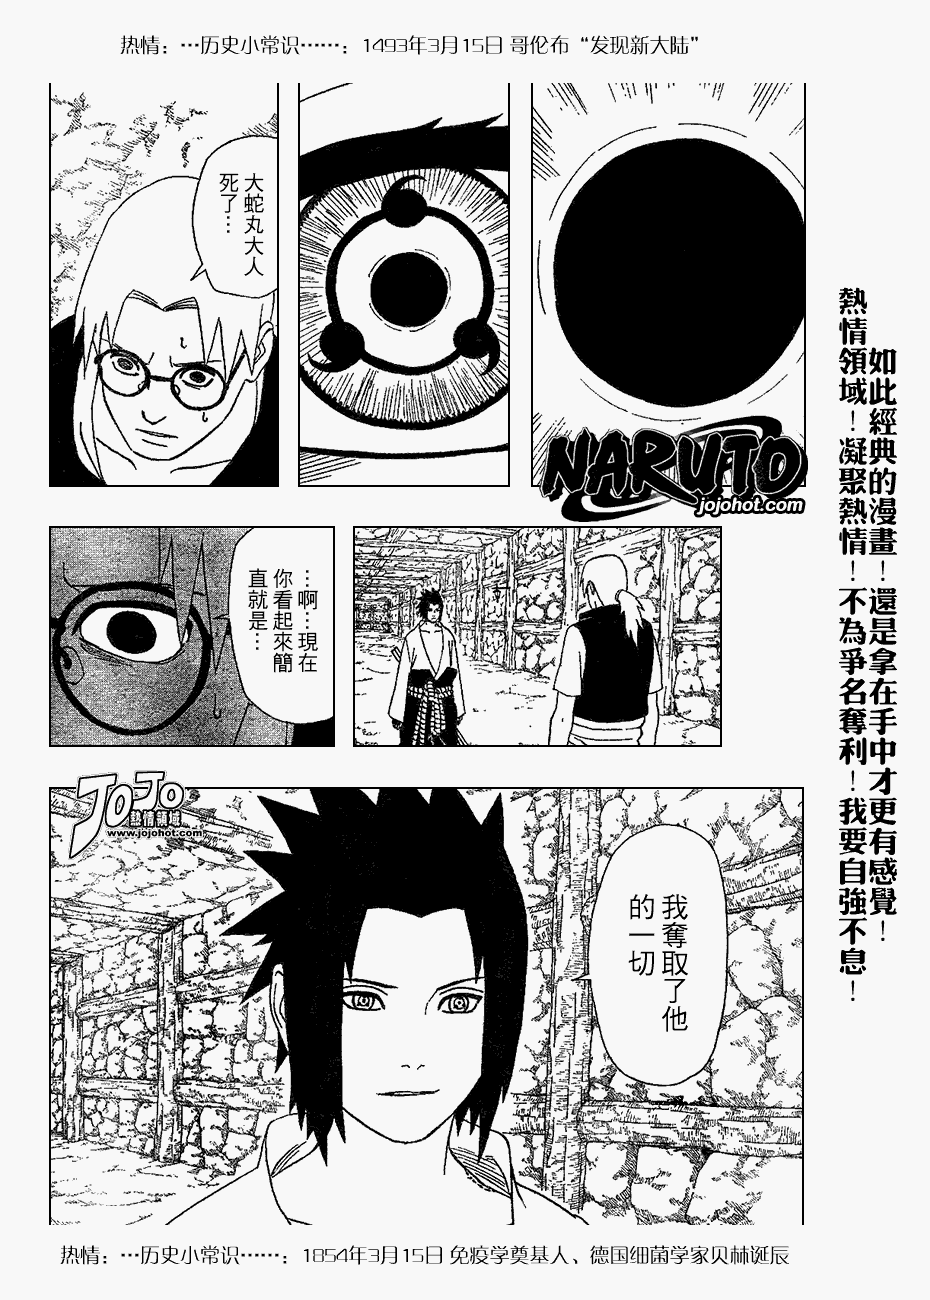 热情：…历史小常识……：1493年3月15日 哥伦布“发现新大陆”
NARUTO
jojohot.com
大蛇丸大人
死了…
…啊…現在
你看起來簡
直就是…
JOJO
熱情領域
www.jojohot.com
我奪取了他
的一切
如此經典的漫畫！還是拿在手中才更有感覺！
熱情領域！凝聚熱情！不為爭名奪利！我要自強不息！
热情：…历史小常识……：1854年3月15日 免疫学奠基人、德国细菌学家贝林诞辰